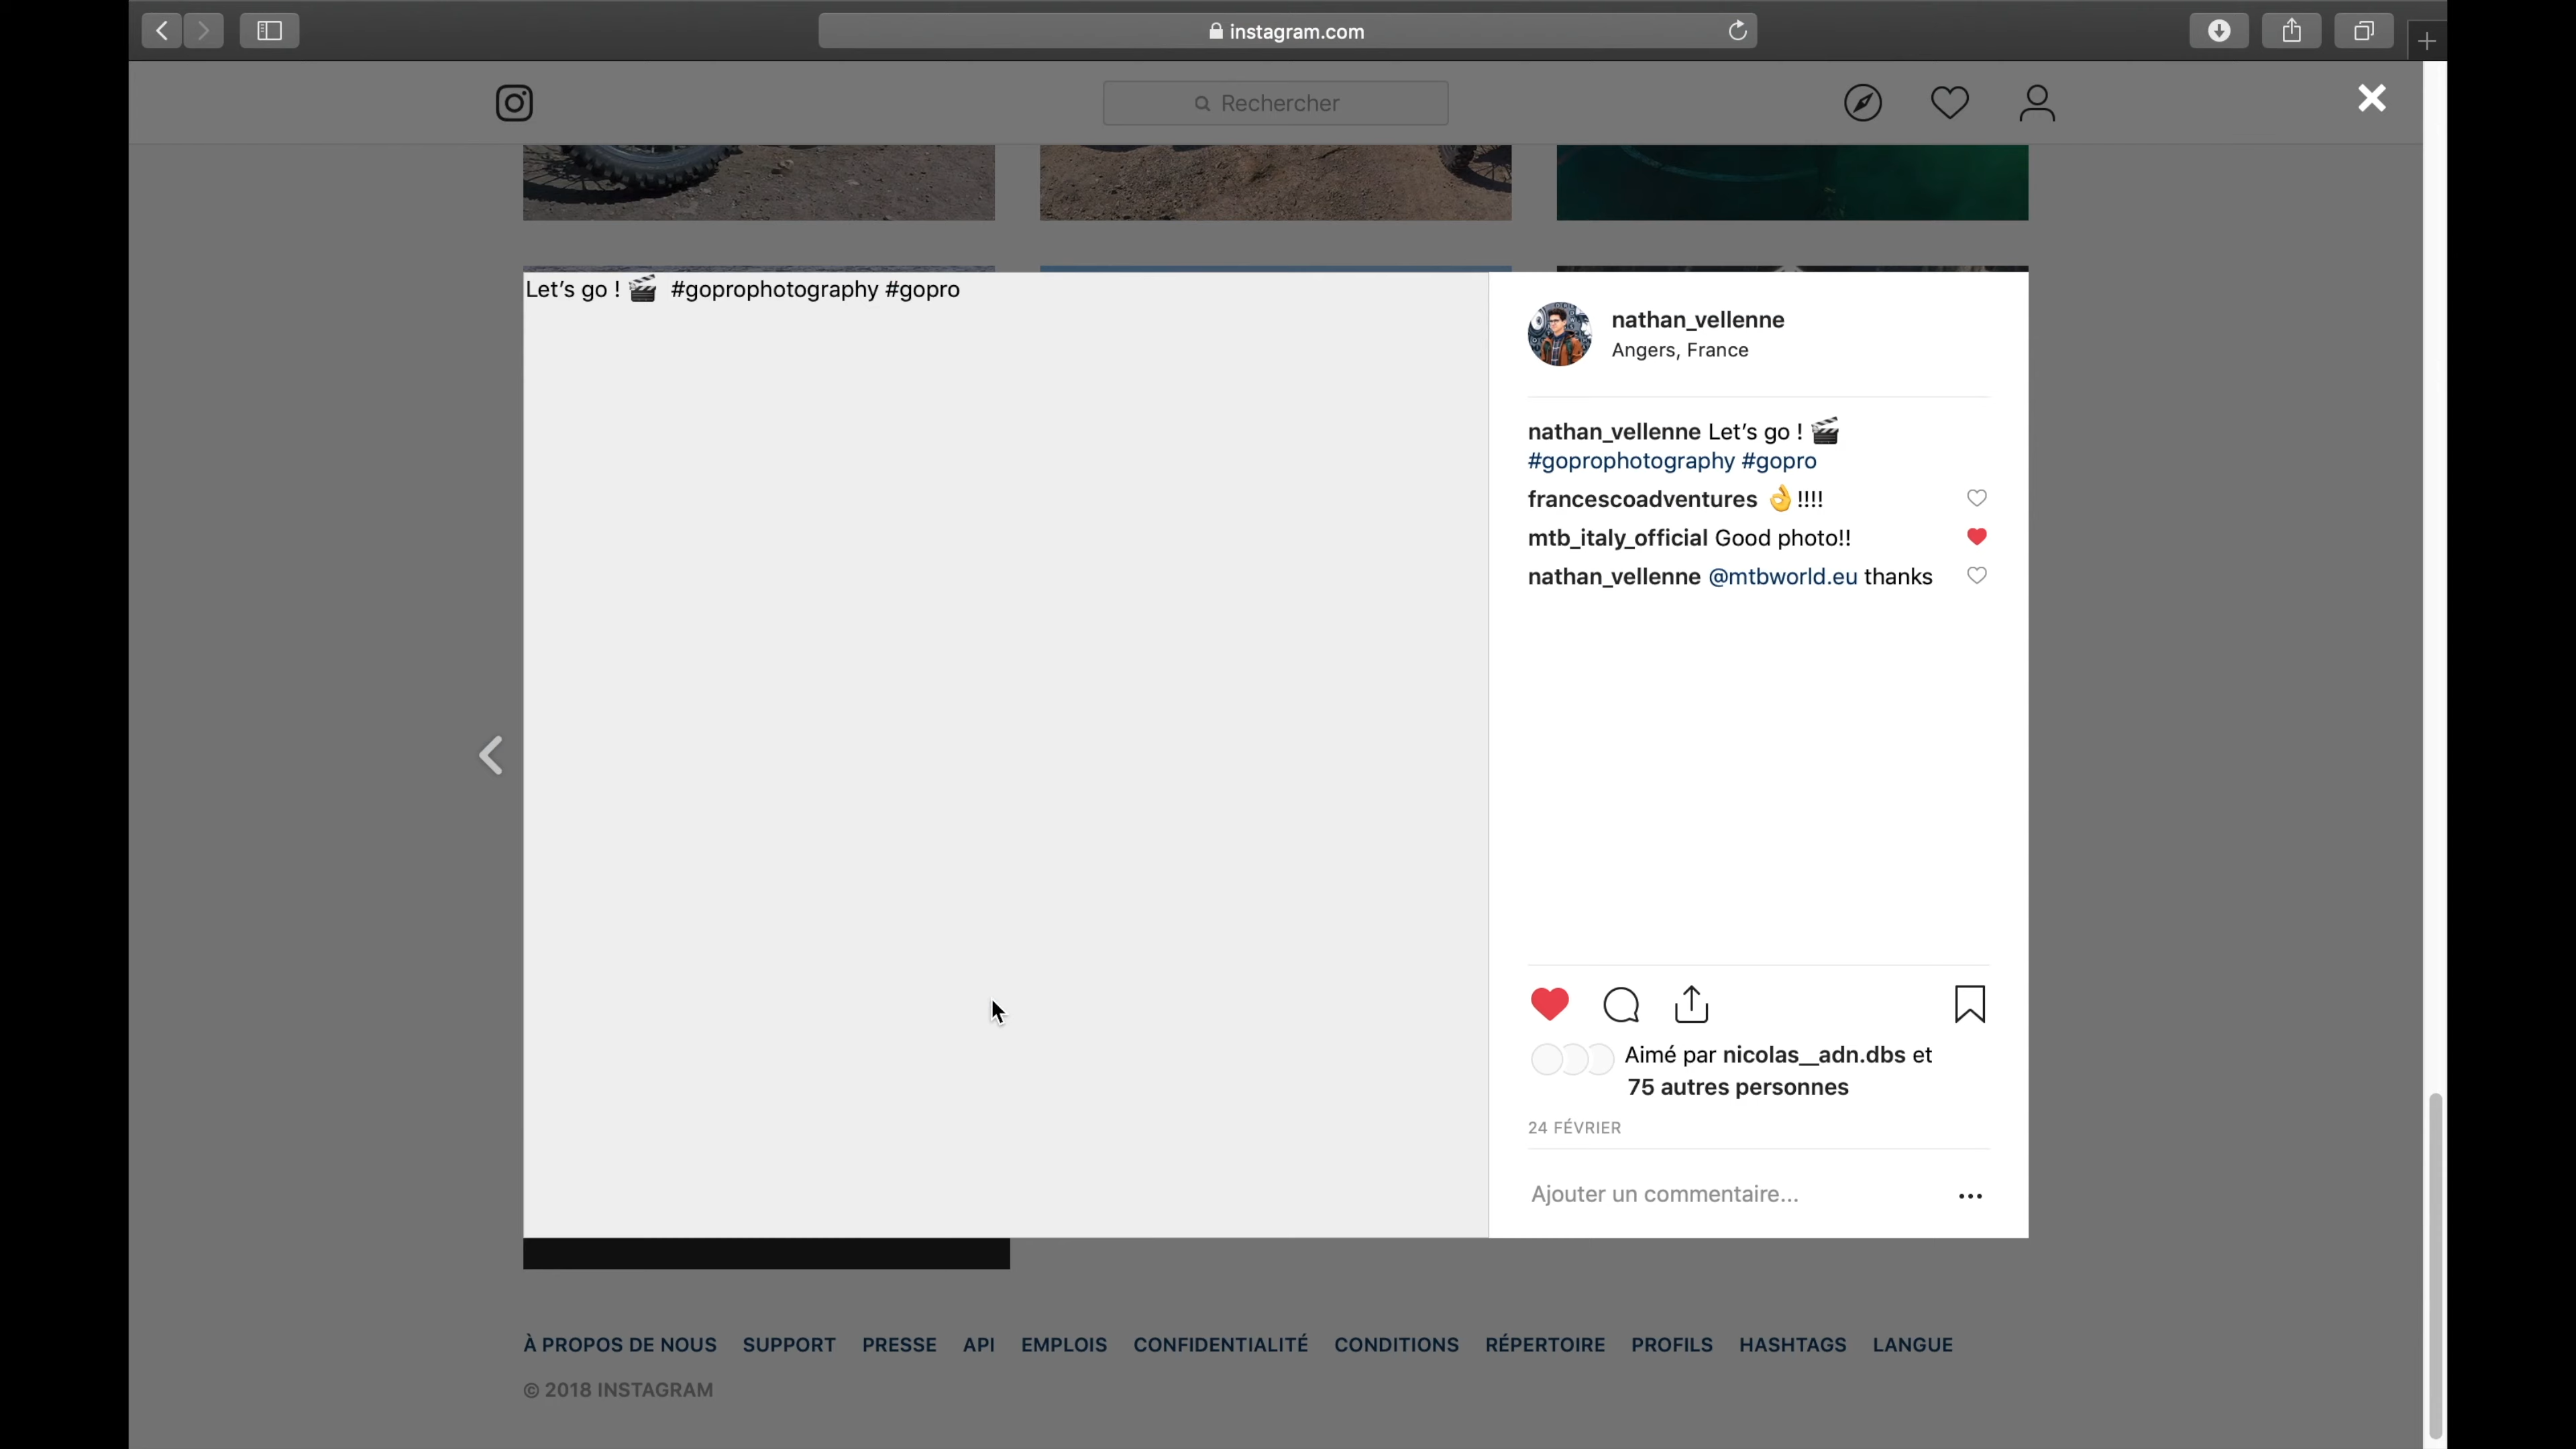 instagram.com
Rechercher
Let’s go ! 🎬 #goprophotography #gopro
nathan_vellenne
Angers, France
nathan_vellenne Let’s go ! 🎬
#goprophotography #gopro
francescoadventures 👌!!!!
mtb_italy_official Good photo!!
nathan_vellenne @mtbworld.eu thanks
Aimé par nicolas__adn.dbs et
75 autres personnes
24 FÉVRIER
Ajouter un commentaire...
À PROPOS DE NOUS SUPPORT PRESSE API EMPLOIS CONFIDENTIALITÉ CONDITIONS RÉPERTOIRE PROFILS HASHTAGS LANGUE
© 2018 INSTAGRAM